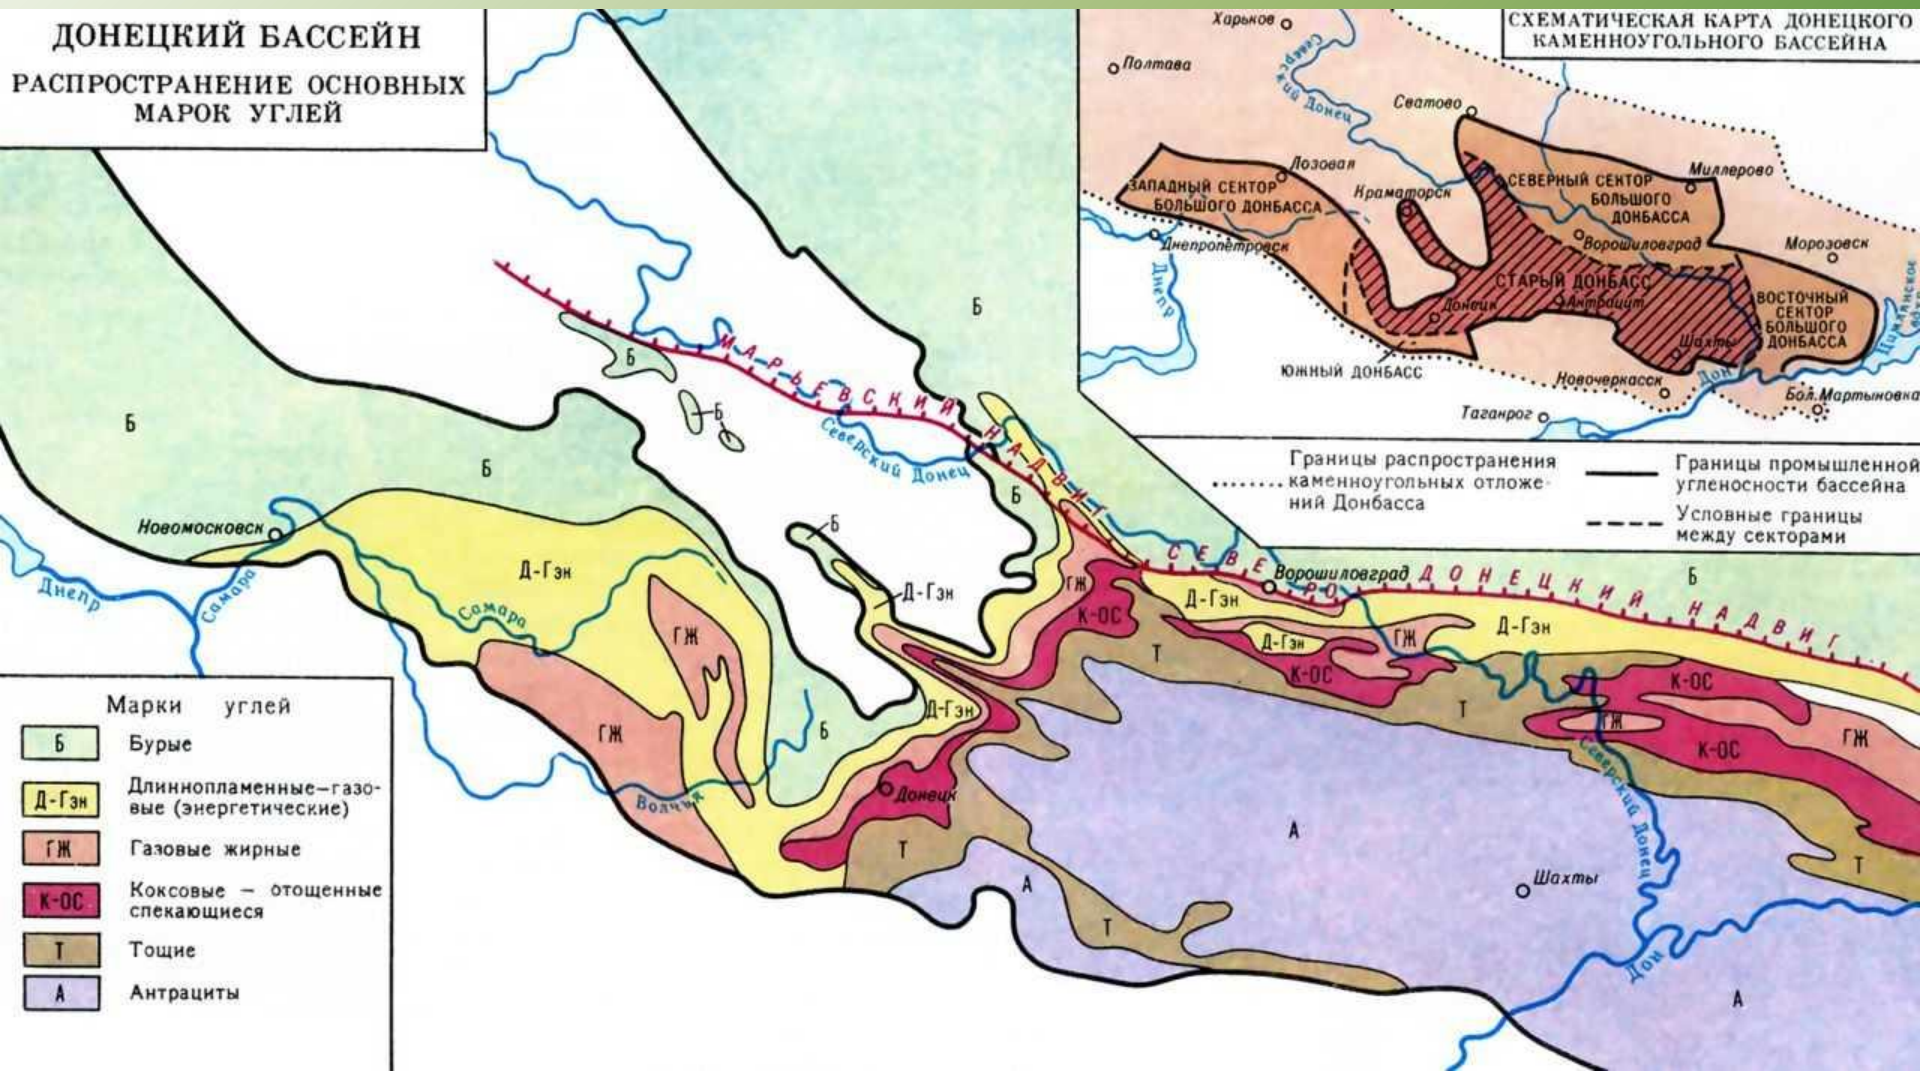 ДОНЕЦКИЙ БАССЕЙН
РАСПРОСТРАНЕНИЕ ОСНОВНЫХ
МАРОК УГЛЕЙ
СХЕМАТИЧЕСКАЯ КАРТА ДОНЕЦКОГО
КАМЕННОУГОЛЬНОГО БАССЕЙНА
Харьков
Полтава
Северский Донец
Сватово
Лозовая
Краматорск
Миллерово
ЗАПАДНЫЙ СЕКТОР
БОЛЬШОГО ДОНБАССА
СЕВЕРНЫЙ СЕКТОР
БОЛЬШОГО
ДОНБАССА
Днепропетровск
Ворошиловград
Морозовск
Днепр
СТАРЫЙ ДОНБАСС
Донецк
Антрацит
ВОСТОЧНЫЙ
СЕКТОР
БОЛЬШОГО
ДОНБАССА
Цимлянское
вдхр
Шахты
ЮЖНЫЙ ДОНБАСС
Новочеркасск
Дон
Бол. Мартыновка
Таганрог
Границы распространения
каменноугольных отложе-
ний Донбасса
Границы промышленной
угленосности бассейна
Условные границы
между секторами
Б
Б
Б
МАРЬЕВСКИЙ НАДВИГ
Северский Донец
Б
Б
Б
Б
Новомосковск
Днепр
Самара
Д-Гэн
Самара
Д-Гэн
ГЖ
К-ОС
СЕВЕРО ДОНЕЦКИЙ НАДВИГ
Ворошиловград
Б
Д-Гэн
Д-Гэн
ГЖ
Д-Гэн
ГЖ
Т
К-ОС
К-ОС
ГЖ
Б
Д-Гэн
Т
ГЖ
К-ОС
ГЖ
Северский Донец
Волчья
Донецк
Т
А
Т
А
Шахты
Т
Дон
А
Марки углей
Б Бурые
Д-Гэн Длиннопламенные-газо-
вые (энергетические)
ГЖ Газовые жирные
К-ОС Коксовые – отощенные
спекающиеся
Т Тощие
А Антрациты